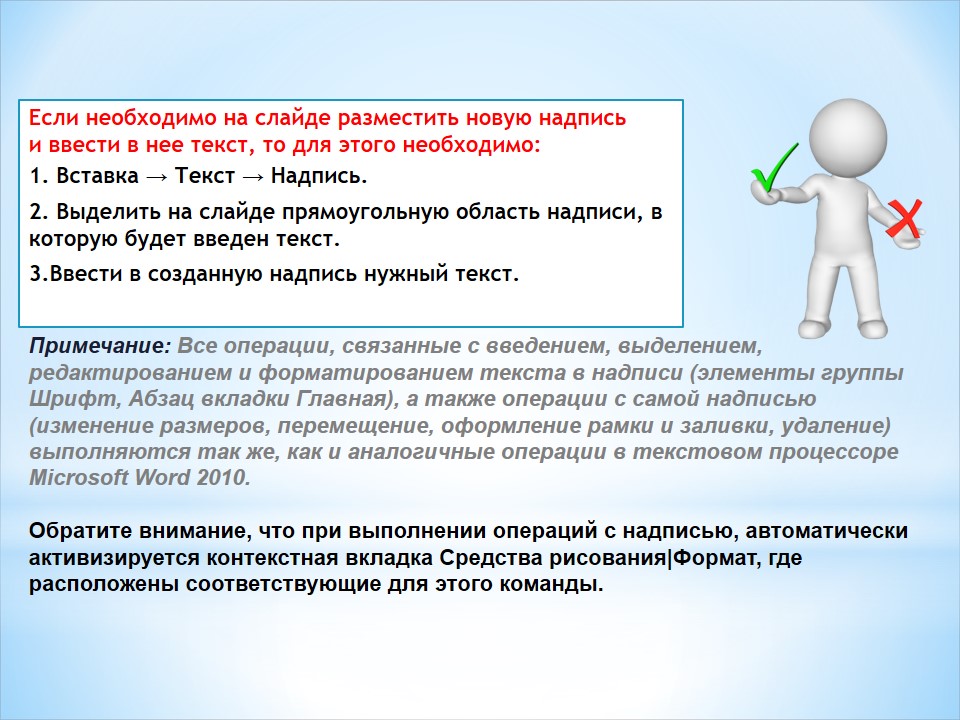 Если необходимо на слайде разместить новую надпись
и ввести в нее текст, то для этого необходимо:
1. Вставка → Текст → Надпись.
2. Выделить на слайде прямоугольную область надписи, в
которую будет введен текст.
3.Ввести в созданную надпись нужный текст.
Примечание: Все операции, связанные с введением, выделением,
редактированием и форматированием текста в надписи (элементы группы
Шрифт, Абзац вкладки Главная), а также операции с самой надписью
(изменение размеров, перемещение, оформление рамки и заливки, удаление)
выполняются так же, как и аналогичные операции в текстовом процессоре
Microsoft Word 2010.
Обратите внимание, что при выполнении операций с надписью, автоматически
активизируется контекстная вкладка Средства рисования|Формат, где
расположены соответствующие для этого команды.